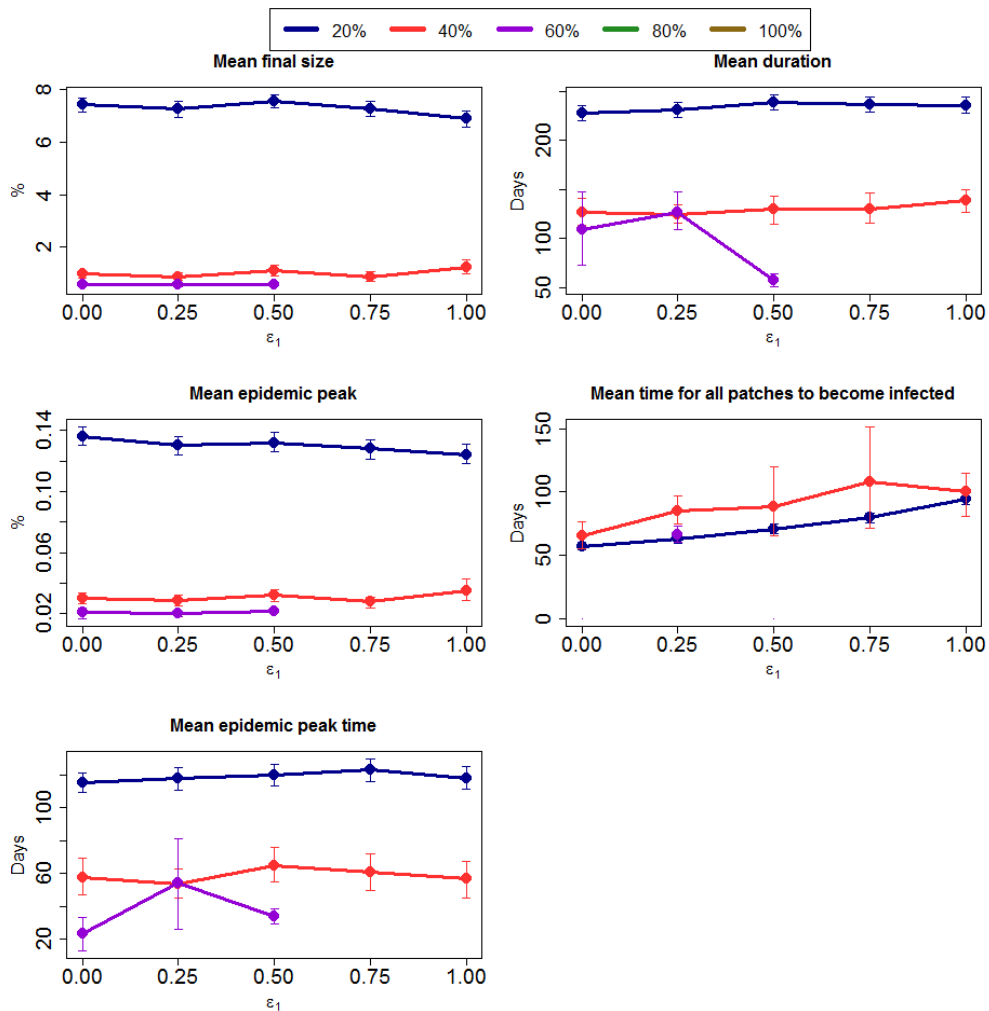 20% 40% 60% 80% 100%
Mean final size
%
8
6
4
2
0.00 0.25 0.50 0.75 1.00
ε1
Mean duration
Days
200
100
50
0.00 0.25 0.50 0.75 1.00
ε1
Mean epidemic peak
%
0.14
0.10
0.06
0.02
0.00 0.25 0.50 0.75 1.00
ε1
Mean time for all patches to become infected
Days
150
100
50
0
0.00 0.25 0.50 0.75 1.00
ε1
Mean epidemic peak time
Days
100
60
20
0.00 0.25 0.50 0.75 1.00
ε1